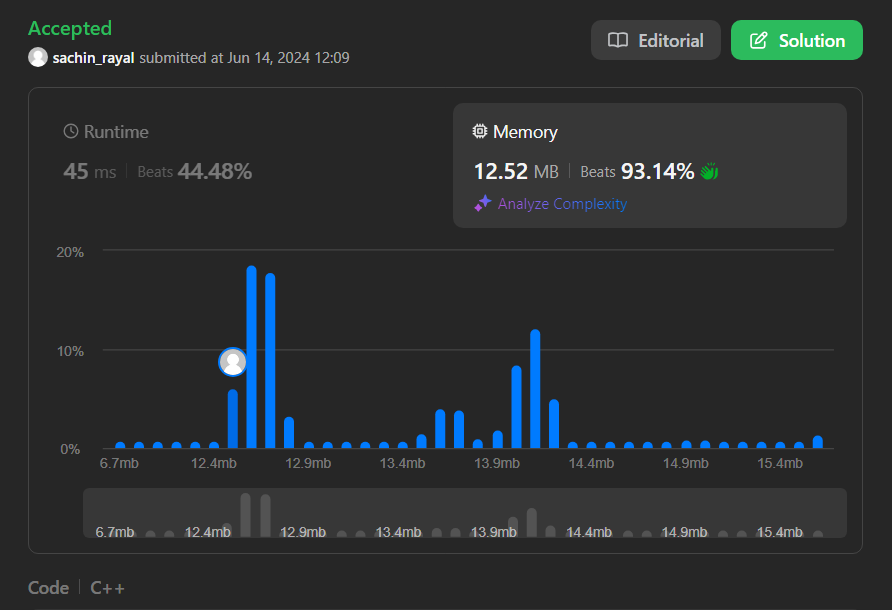 Accepted
Editorial
Solution
sachin_rayal submitted at Jun 14, 2024 12:09
Runtime
45 ms Beats 44.48%
Memory
12.52 MB Beats 93.14%
Analyze Complexity
20%
10%
0%
6.7mb 12.4mb 12.9mb 13.4mb 13.9mb 14.4mb 14.9mb 15.4mb
6.7mb 12.4mb 12.9mb 13.4mb 13.9mb 14.4mb 14.9mb 15.4mb
Code C++